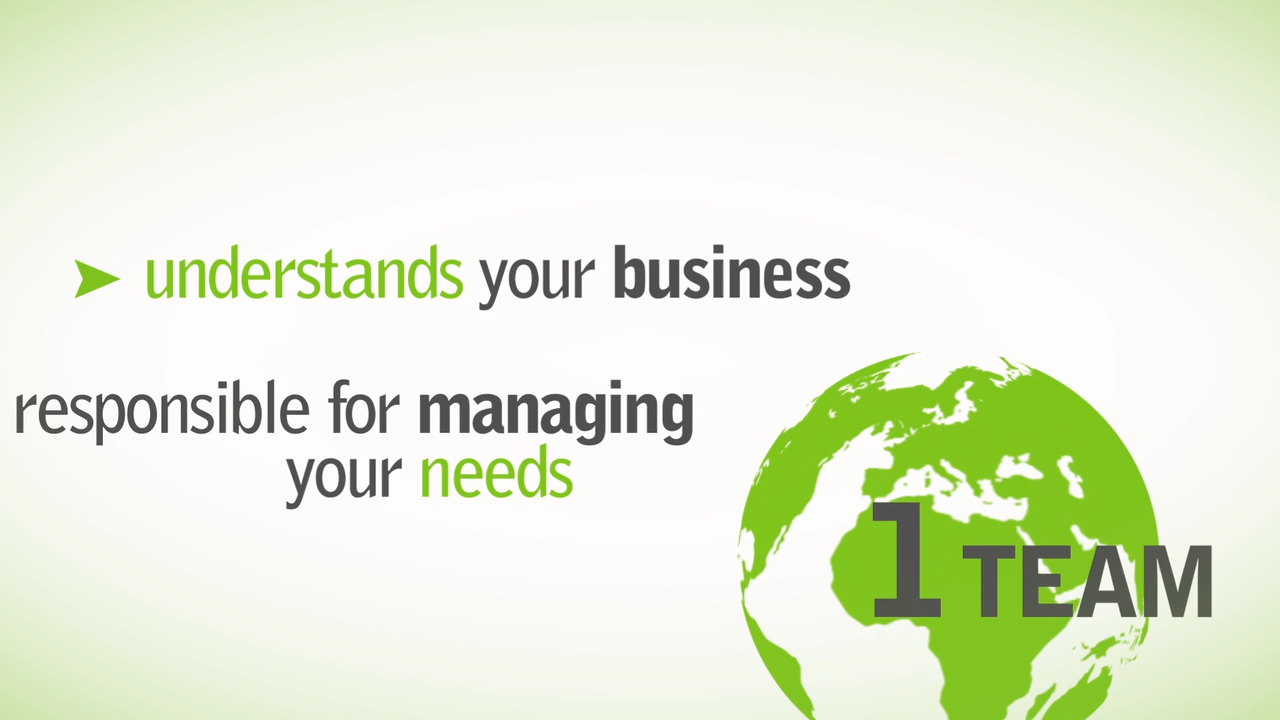 ➤ understands your business
responsible for managing
your needs
1 TEAM